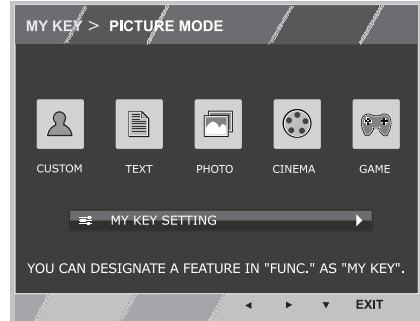 MY KEY > PICTURE MODE
CUSTOM TEXT PHOTO CINEMA GAME
MY KEY SETTING
YOU CAN DESIGNATE A FEATURE IN "FUNC." AS "MY KEY".
EXIT